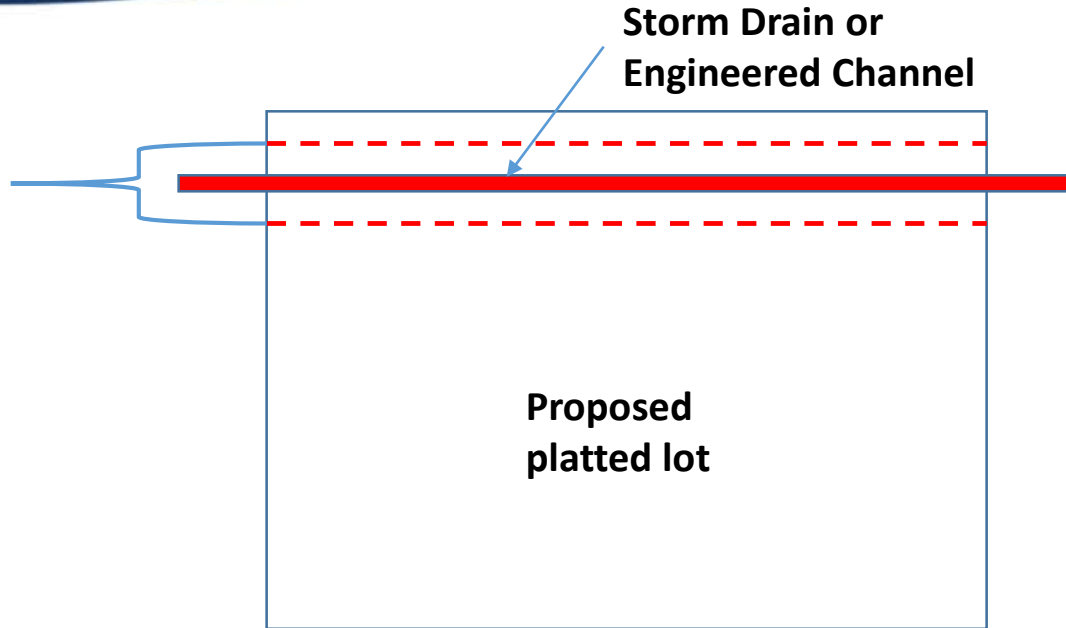 Storm Drain or
Engineered Channel
Proposed
platted lot